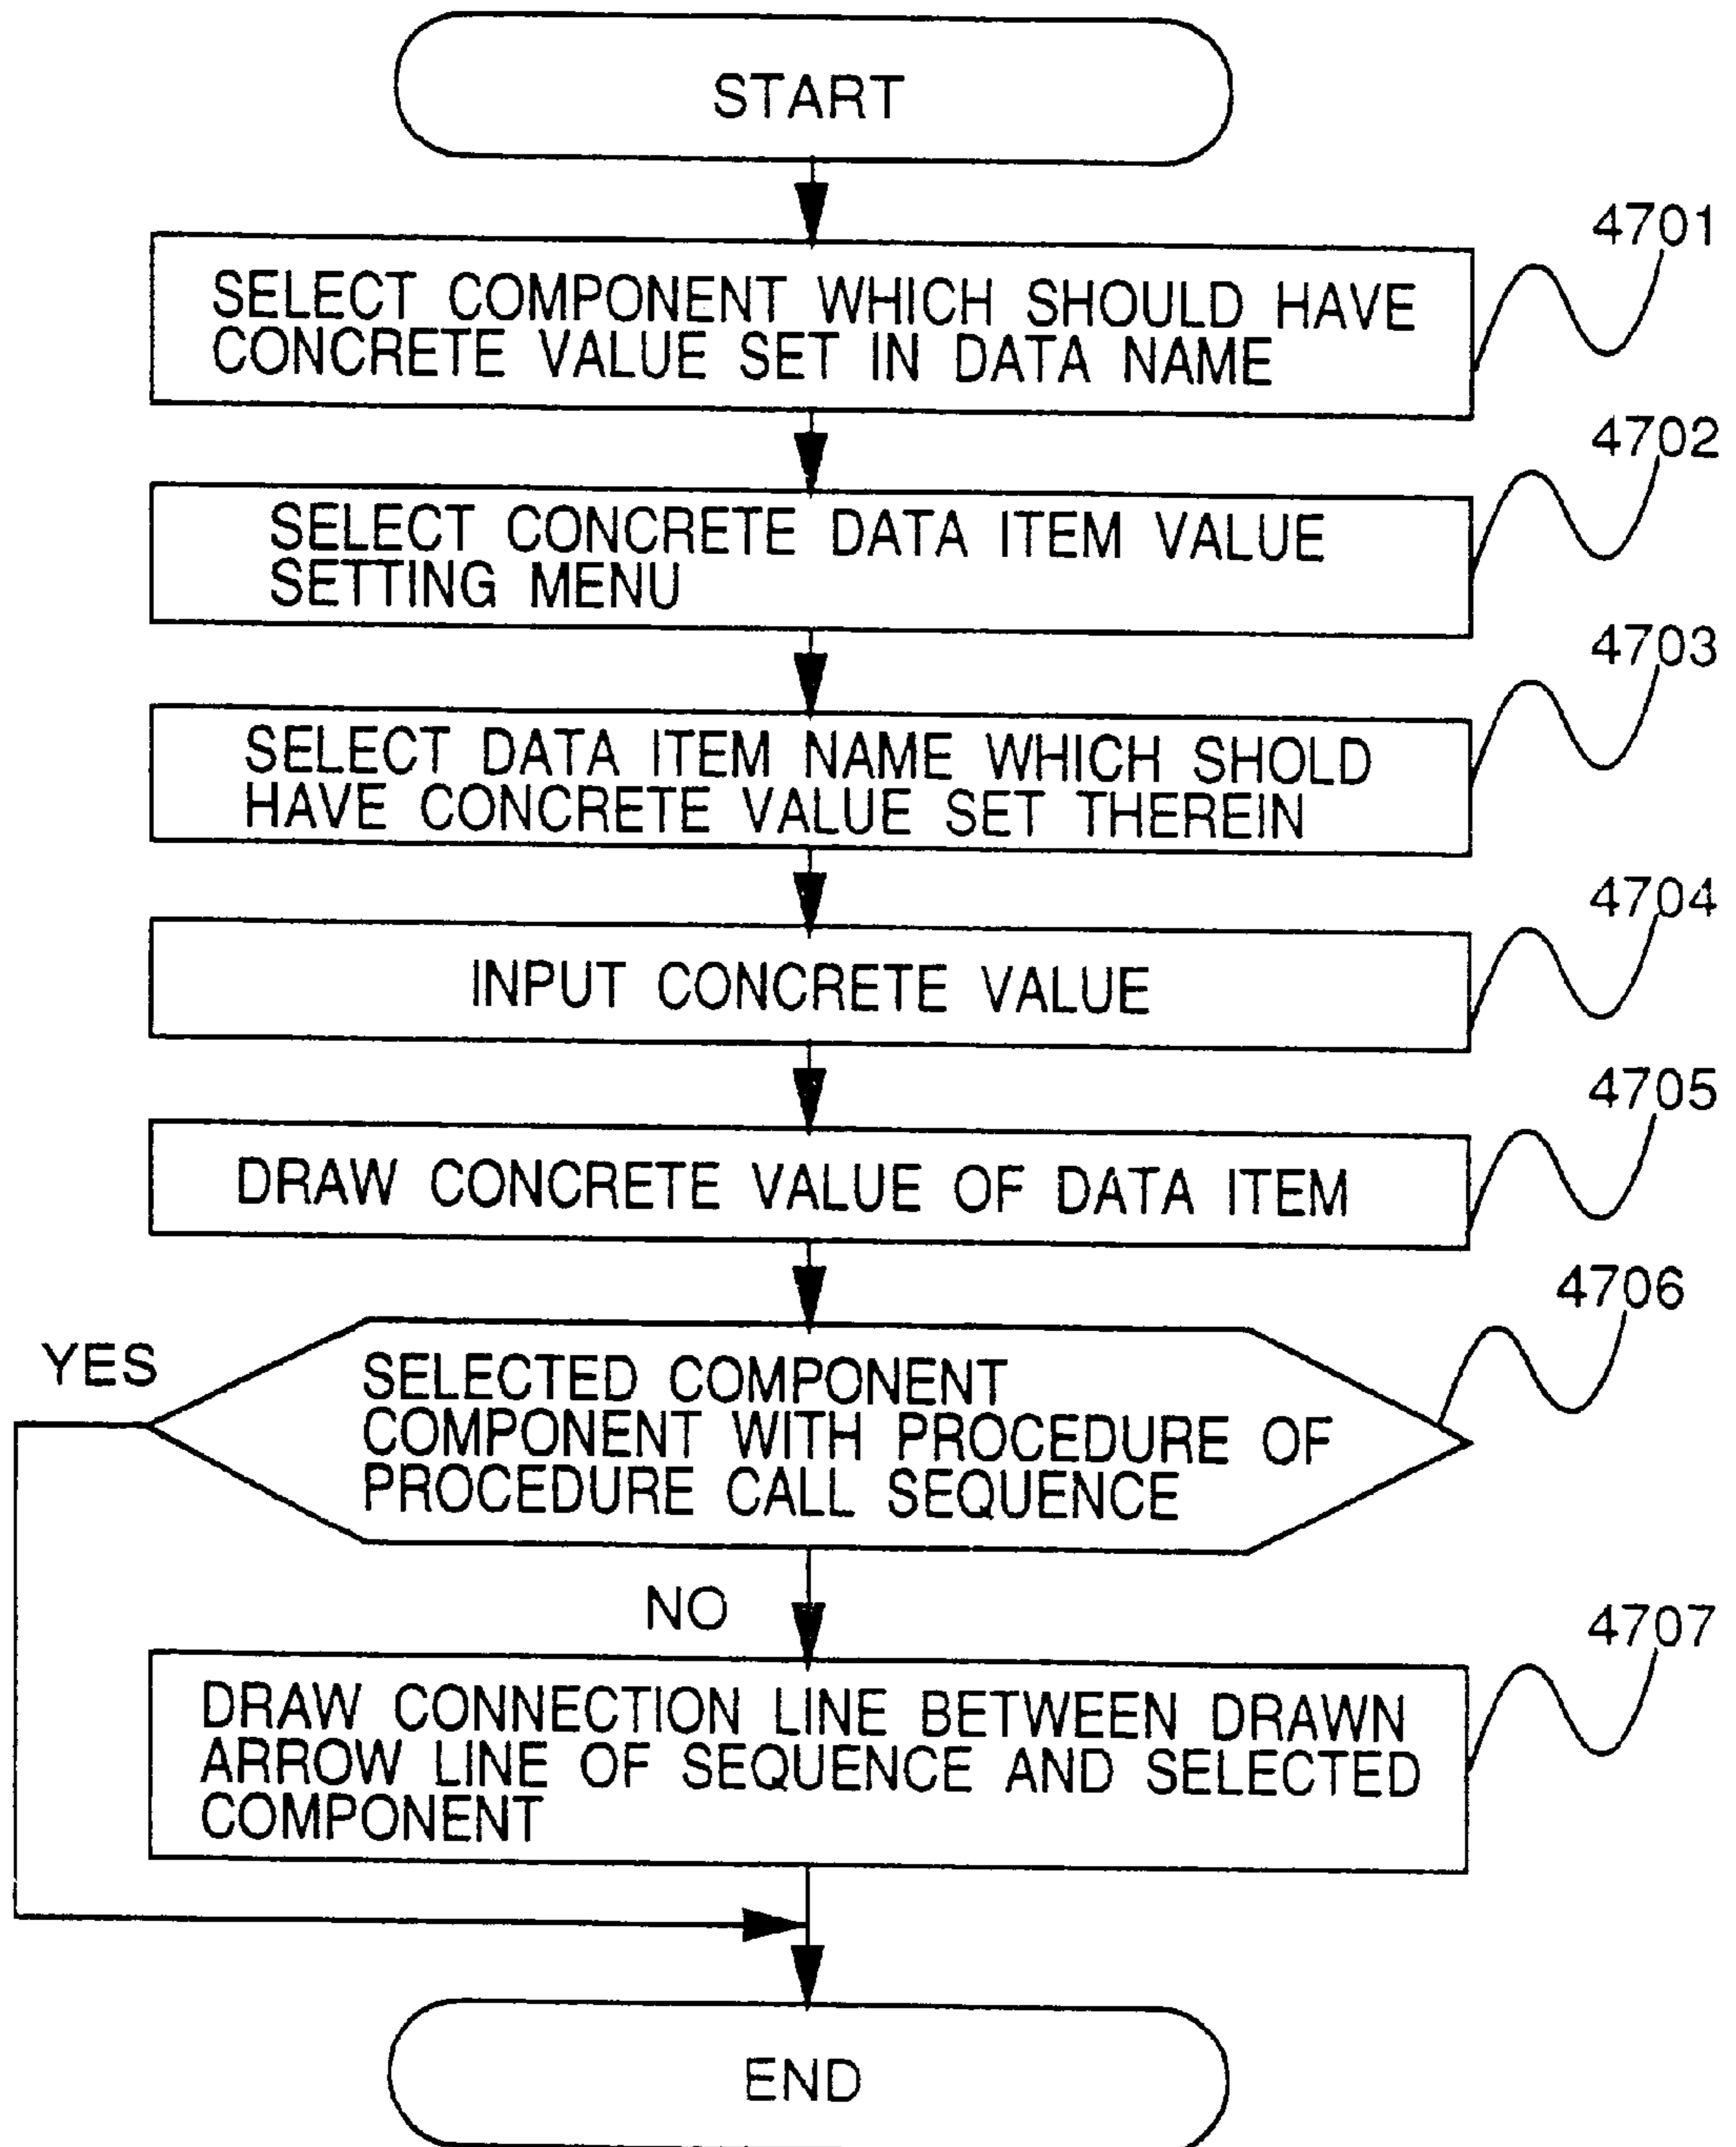 START
4701
SELECT COMPONENT WHICH SHOULD HAVE
CONCRETE VALUE SET IN DATA NAME
4702
SELECT CONCRETE DATA ITEM VALUE
SETTING MENU
4703
SELECT DATA ITEM NAME WHICH SHOLD
HAVE CONCRETE VALUE SET THEREIN
4704
INPUT CONCRETE VALUE
4705
DRAW CONCRETE VALUE OF DATA ITEM
4706
YES
SELECTED COMPONENT
COMPONENT WITH PROCEDURE OF
PROCEDURE CALL SEQUENCE
NO
4707
DRAW CONNECTION LINE BETWEEN DRAWN
ARROW LINE OF SEQUENCE AND SELECTED
COMPONENT
END